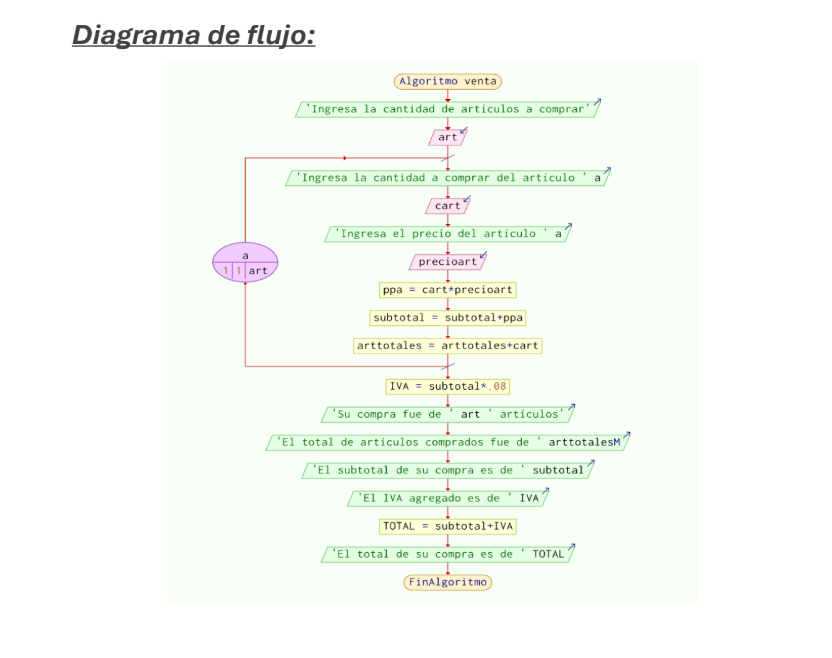 Diagrama de flujo:
Algoritmo venta
'Ingresa la cantidad de artículos a comprar'
art
'Ingresa la cantidad a comprar del artículo ' a
cart
'Ingresa el precio del artículo ' a
a
precioart
1 1 art
ppa = cart*precioart
subtotal = subtotal+ppa
arttotales = arttotales+cart
IVA = subtotal*.08
'Su compra fue de ' art ' artículos'
'El total de artículos comprados fue de ' arttotalesM
'El subtotal de su compra es de ' subtotal
'El IVA agregado es de ' IVA
TOTAL = subtotal+IVA
'El total de su compra es de ' TOTAL
FinAlgoritmo